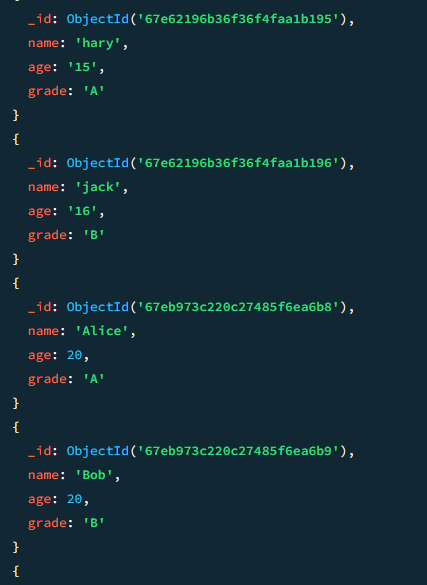 {
_id: ObjectId('67e62196b36f36f4faa1b195'),
name: 'hary',
age: '15',
grade: 'A'
}
{
_id: ObjectId('67e62196b36f36f4faa1b196'),
name: 'jack',
age: '16',
grade: 'B'
}
{
_id: ObjectId('67eb973c220c27485f6ea6b8'),
name: 'Alice',
age: 20,
grade: 'A'
}
{
_id: ObjectId('67eb973c220c27485f6ea6b9'),
name: 'Bob',
age: 20,
grade: 'B'
}
{